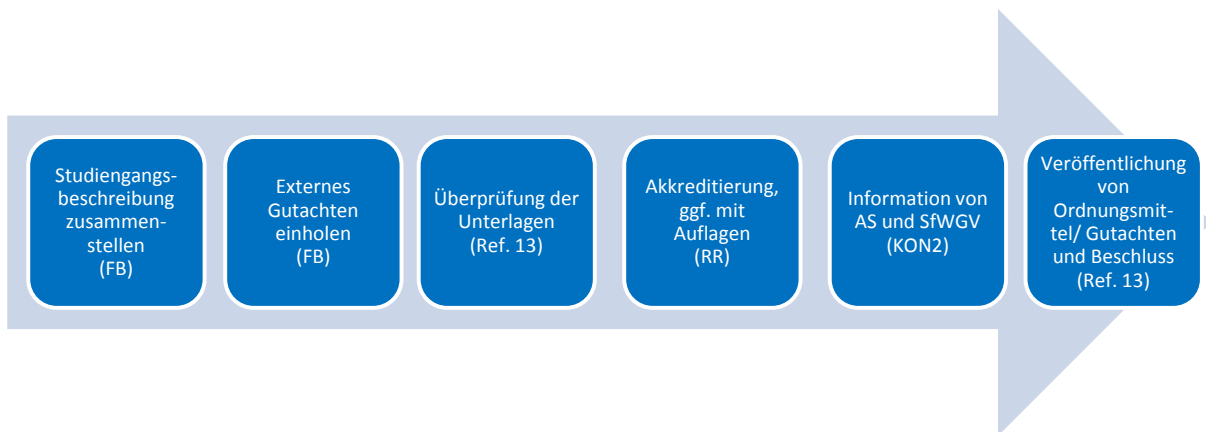 Studiengangs-
beschreibung
zusammen-
stellen
(FB)
Externes
Gutachten
einholen
(FB)
Überprüfung der
Unterlagen
(Ref. 13)
Akkreditierung,
ggf. mit
Auflagen
(RR)
Information von
AS und SfWGV
(KON2)
Veröffentlichung
von
Ordnungsmit-
tel/ Gutachten
und Beschluss
(Ref. 13)